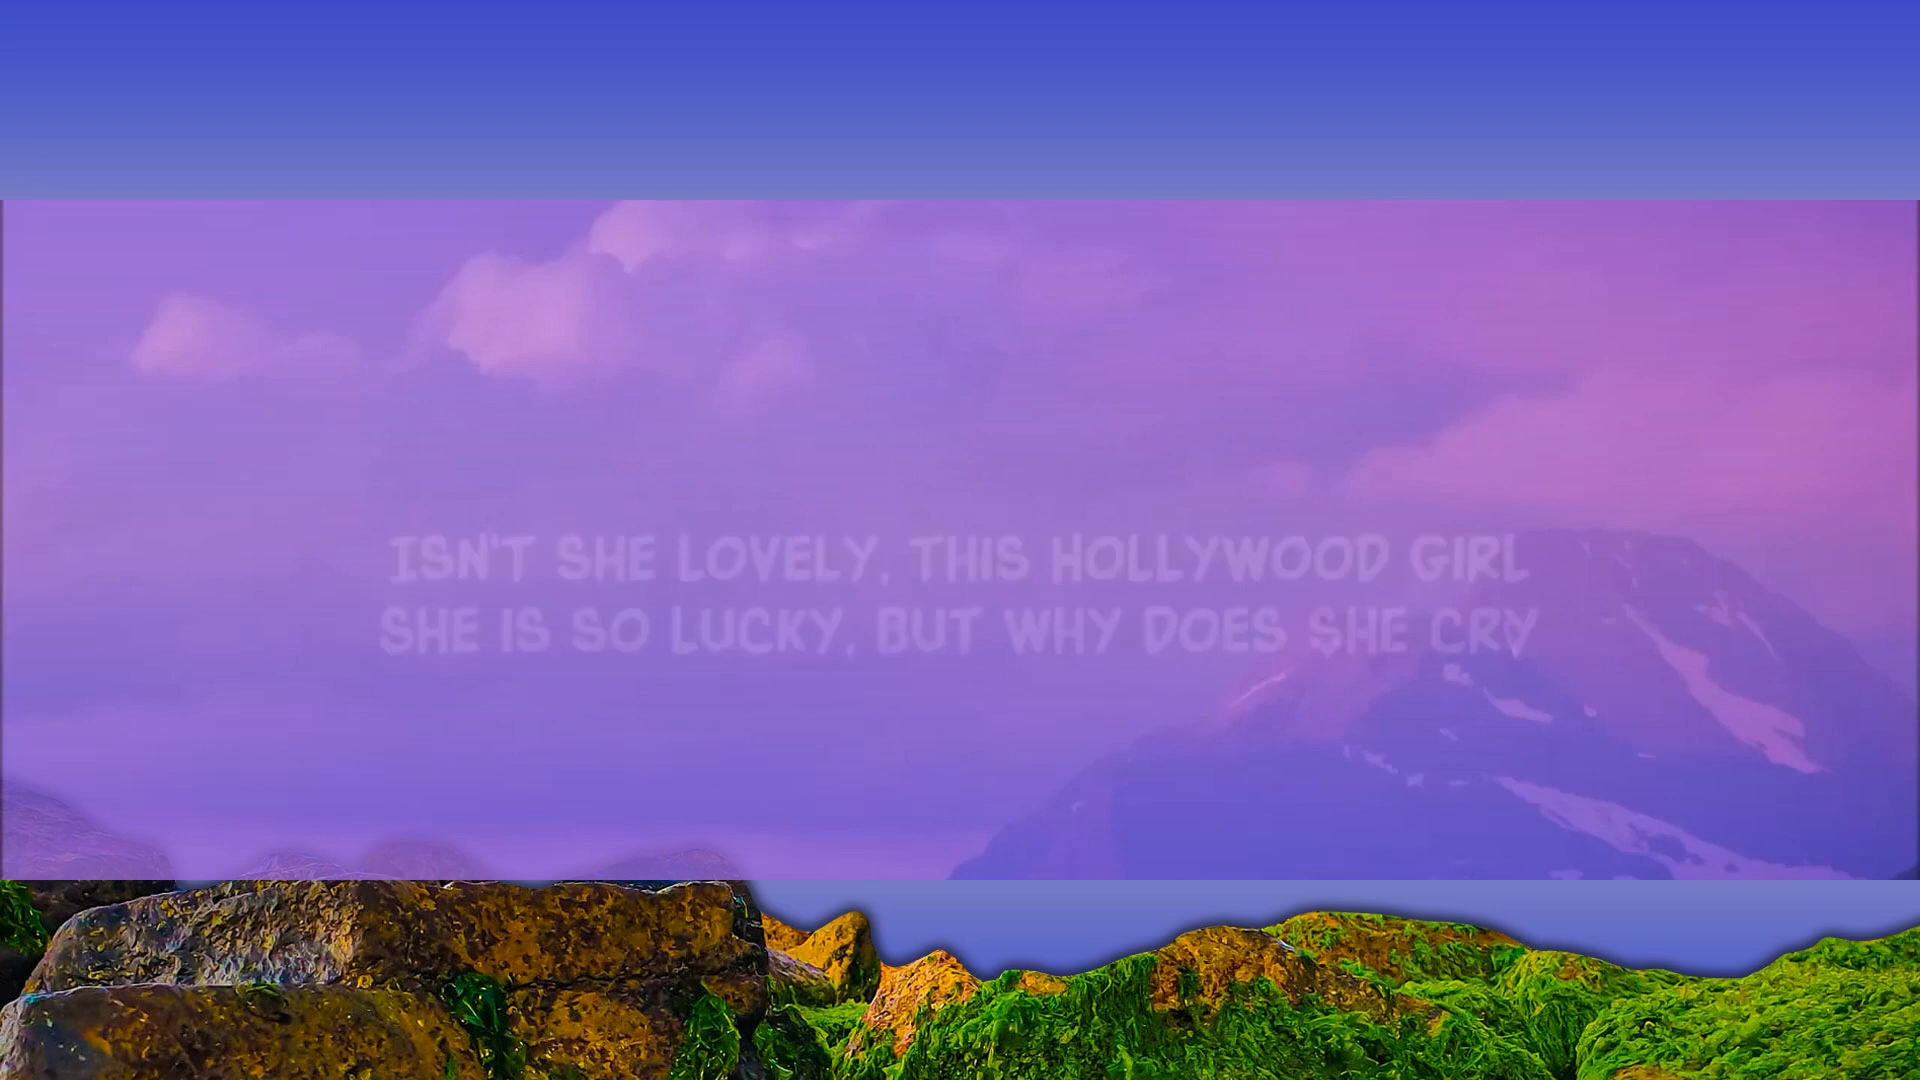 ISN'T SHE LOVELY, THIS HOLLYWOOD GIRL
SHE IS SO LUCKY, BUT WHY DOES SHE CRY